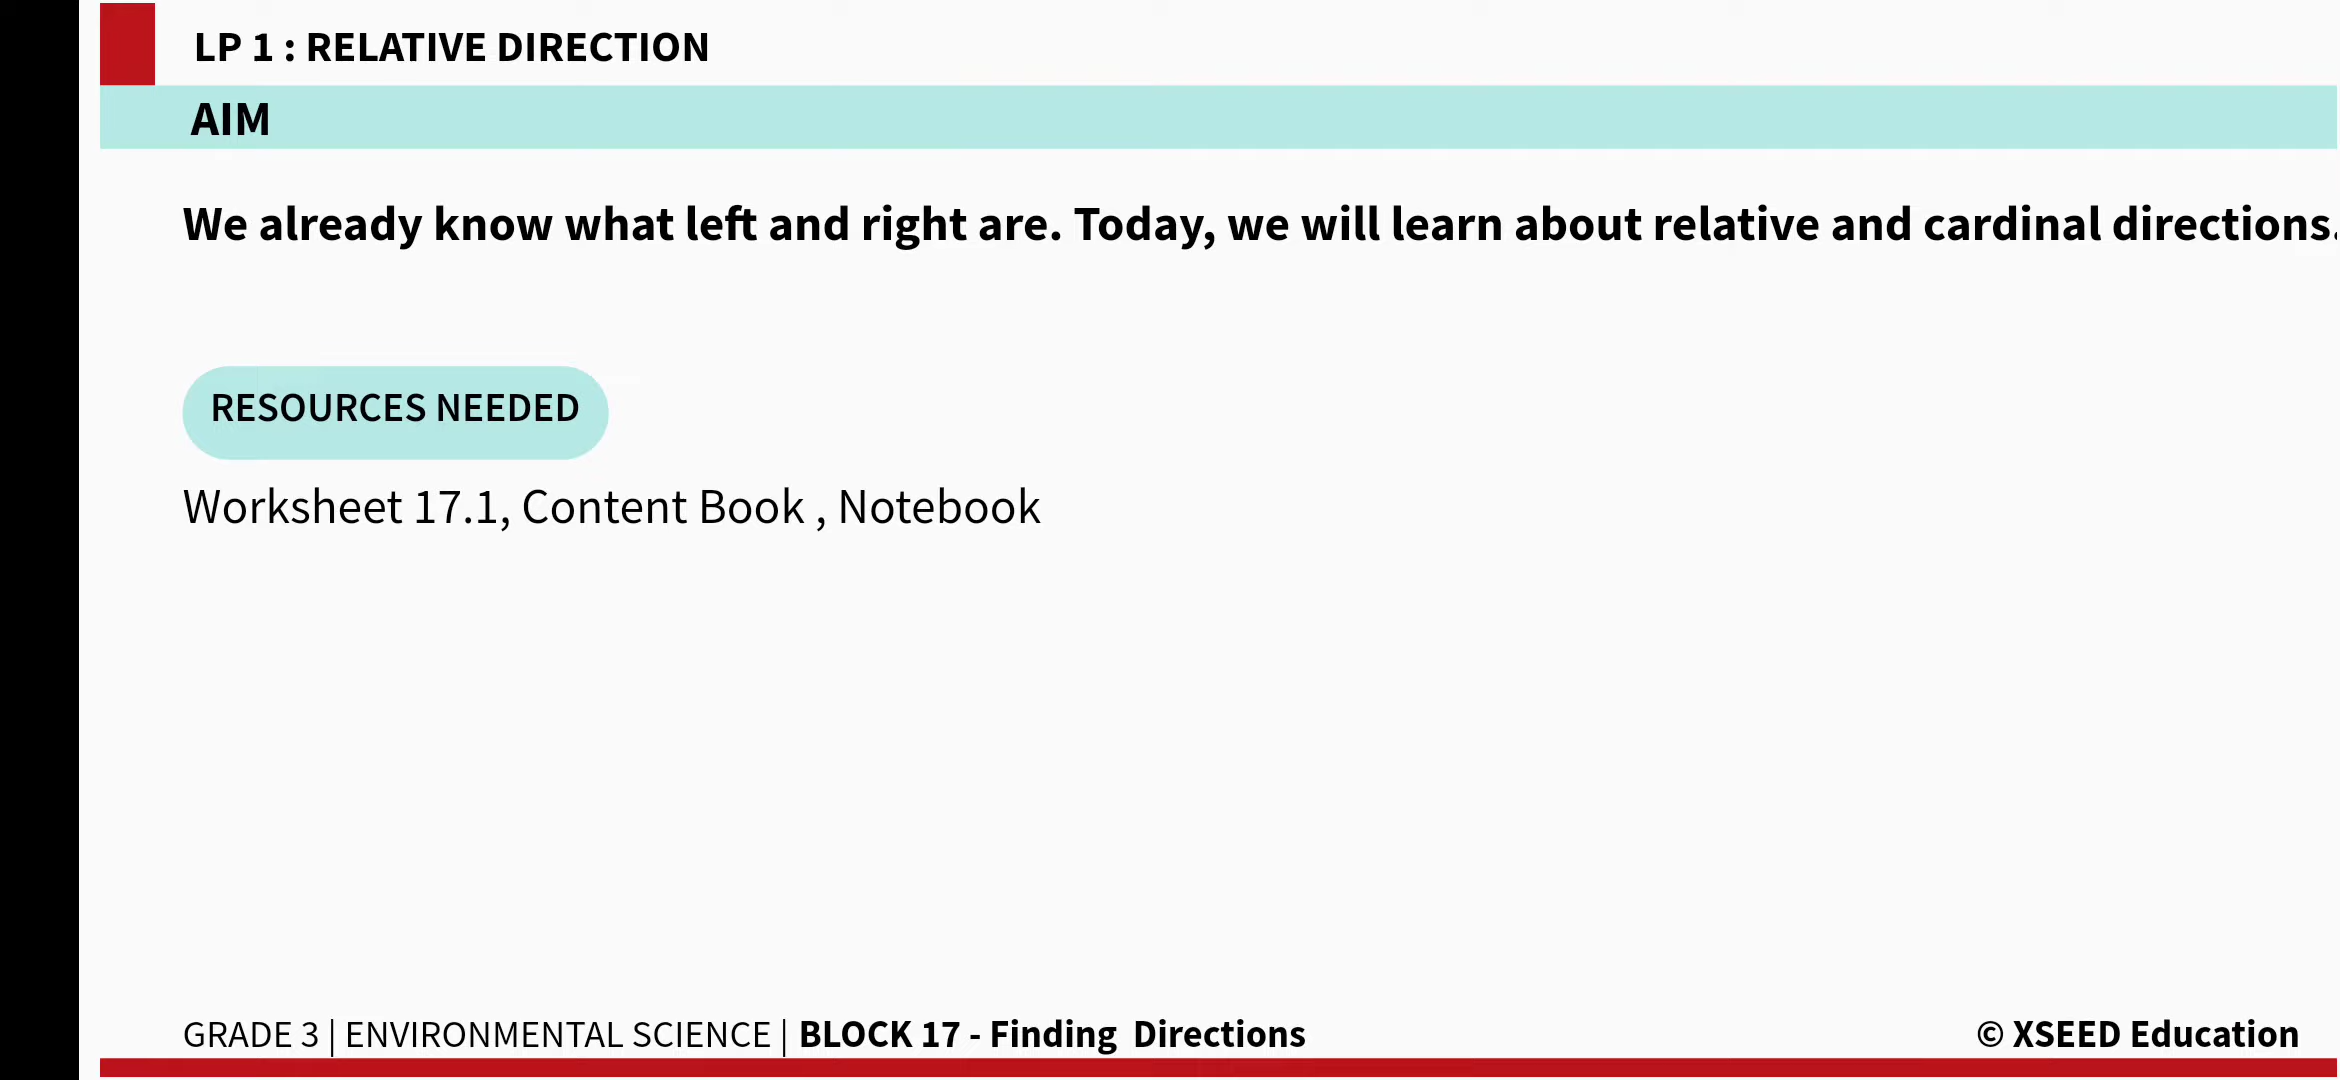 LP 1 : RELATIVE DIRECTION
AIM
We already know what left and right are. Today, we will learn about relative and cardinal directions.
RESOURCES NEEDED
Worksheet 17.1, Content Book , Notebook
GRADE 3 | ENVIRONMENTAL SCIENCE | BLOCK 17 - Finding  Directions
© XSEED Education